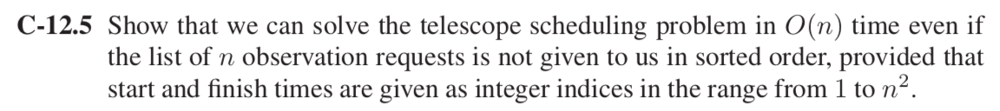 C-12.5 Show that we can solve the telescope scheduling problem in O(n) time even if
the list of n observation requests is not given to us in sorted order, provided that
start and finish times are given as integer indices in the range from 1 to n².